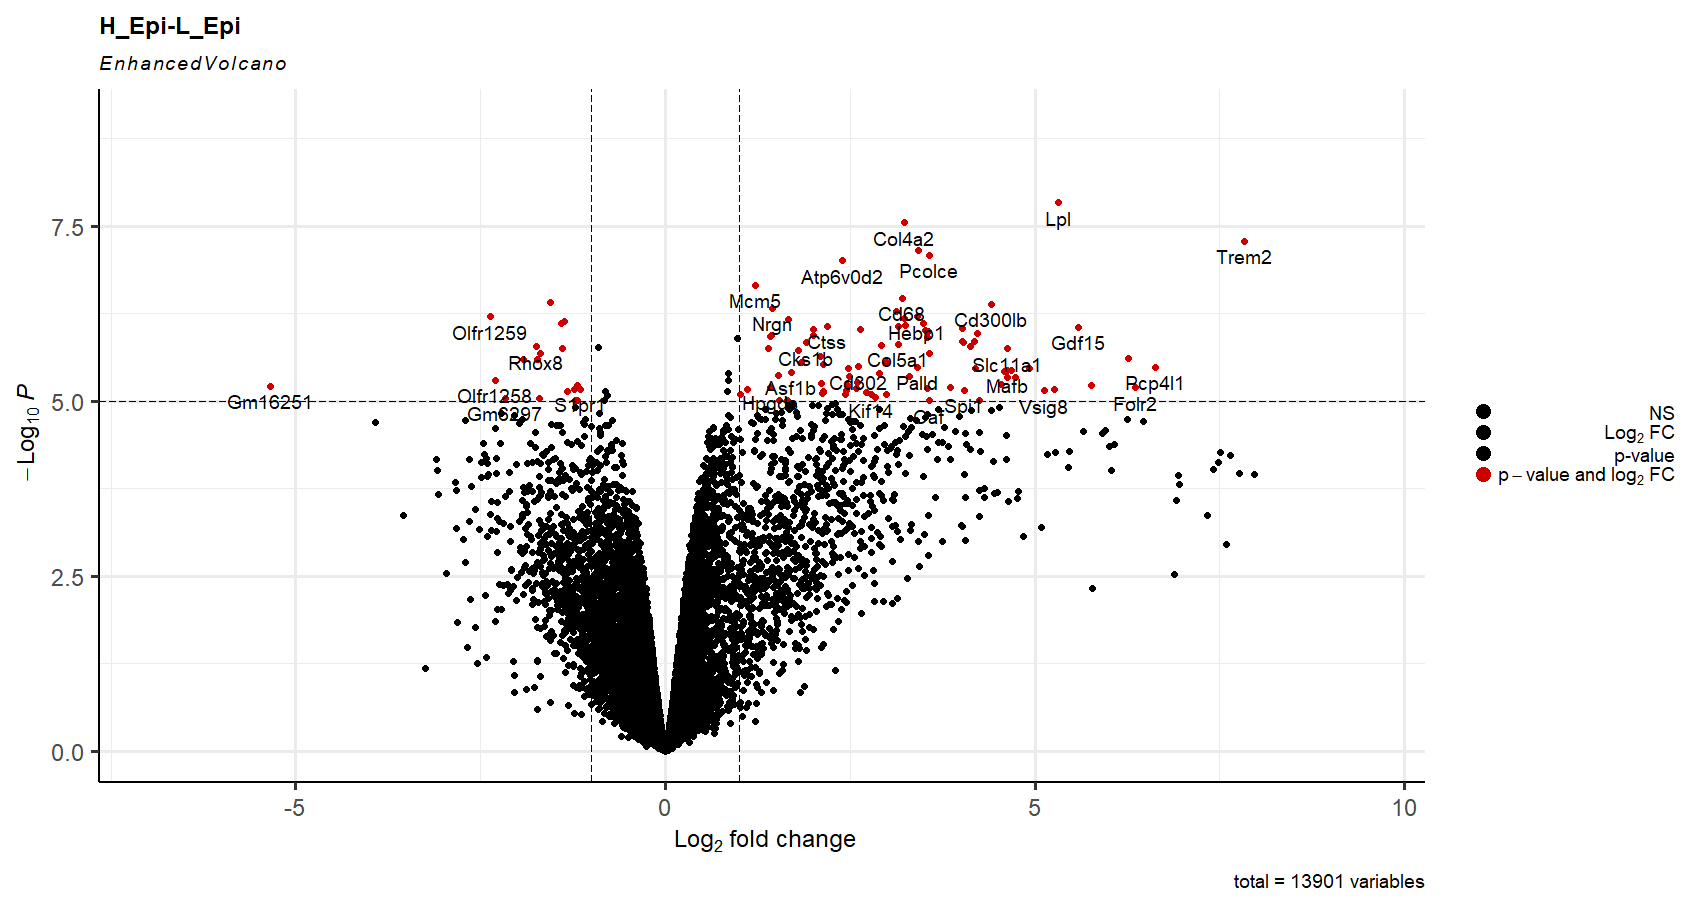 H_Epi-L_Epi
EnhancedVolcano
Lpl
Col4a2
Trem2
Pcolce
Atp6v0d2
Mcm5
Cd68
Cd300lb
Nrgn
Olfr1259
Hebp1
Ctss
Gdf15
Cks1b
Col5a1
Rhox8
Slc11a1
Cd302
Palld
Rcp4l1
Asf1b
Mafb
Olfr1258
Gm16251
S1pr1
Spi1
Vsig8
Folr2
Kif14
Gm6297
7.5
5.0
2.5
0.0
−Log10 P
-5
0
5
10
Log2 fold change
NS
Log2 FC
p-value
p − value and log2 FC
total = 13901 variables